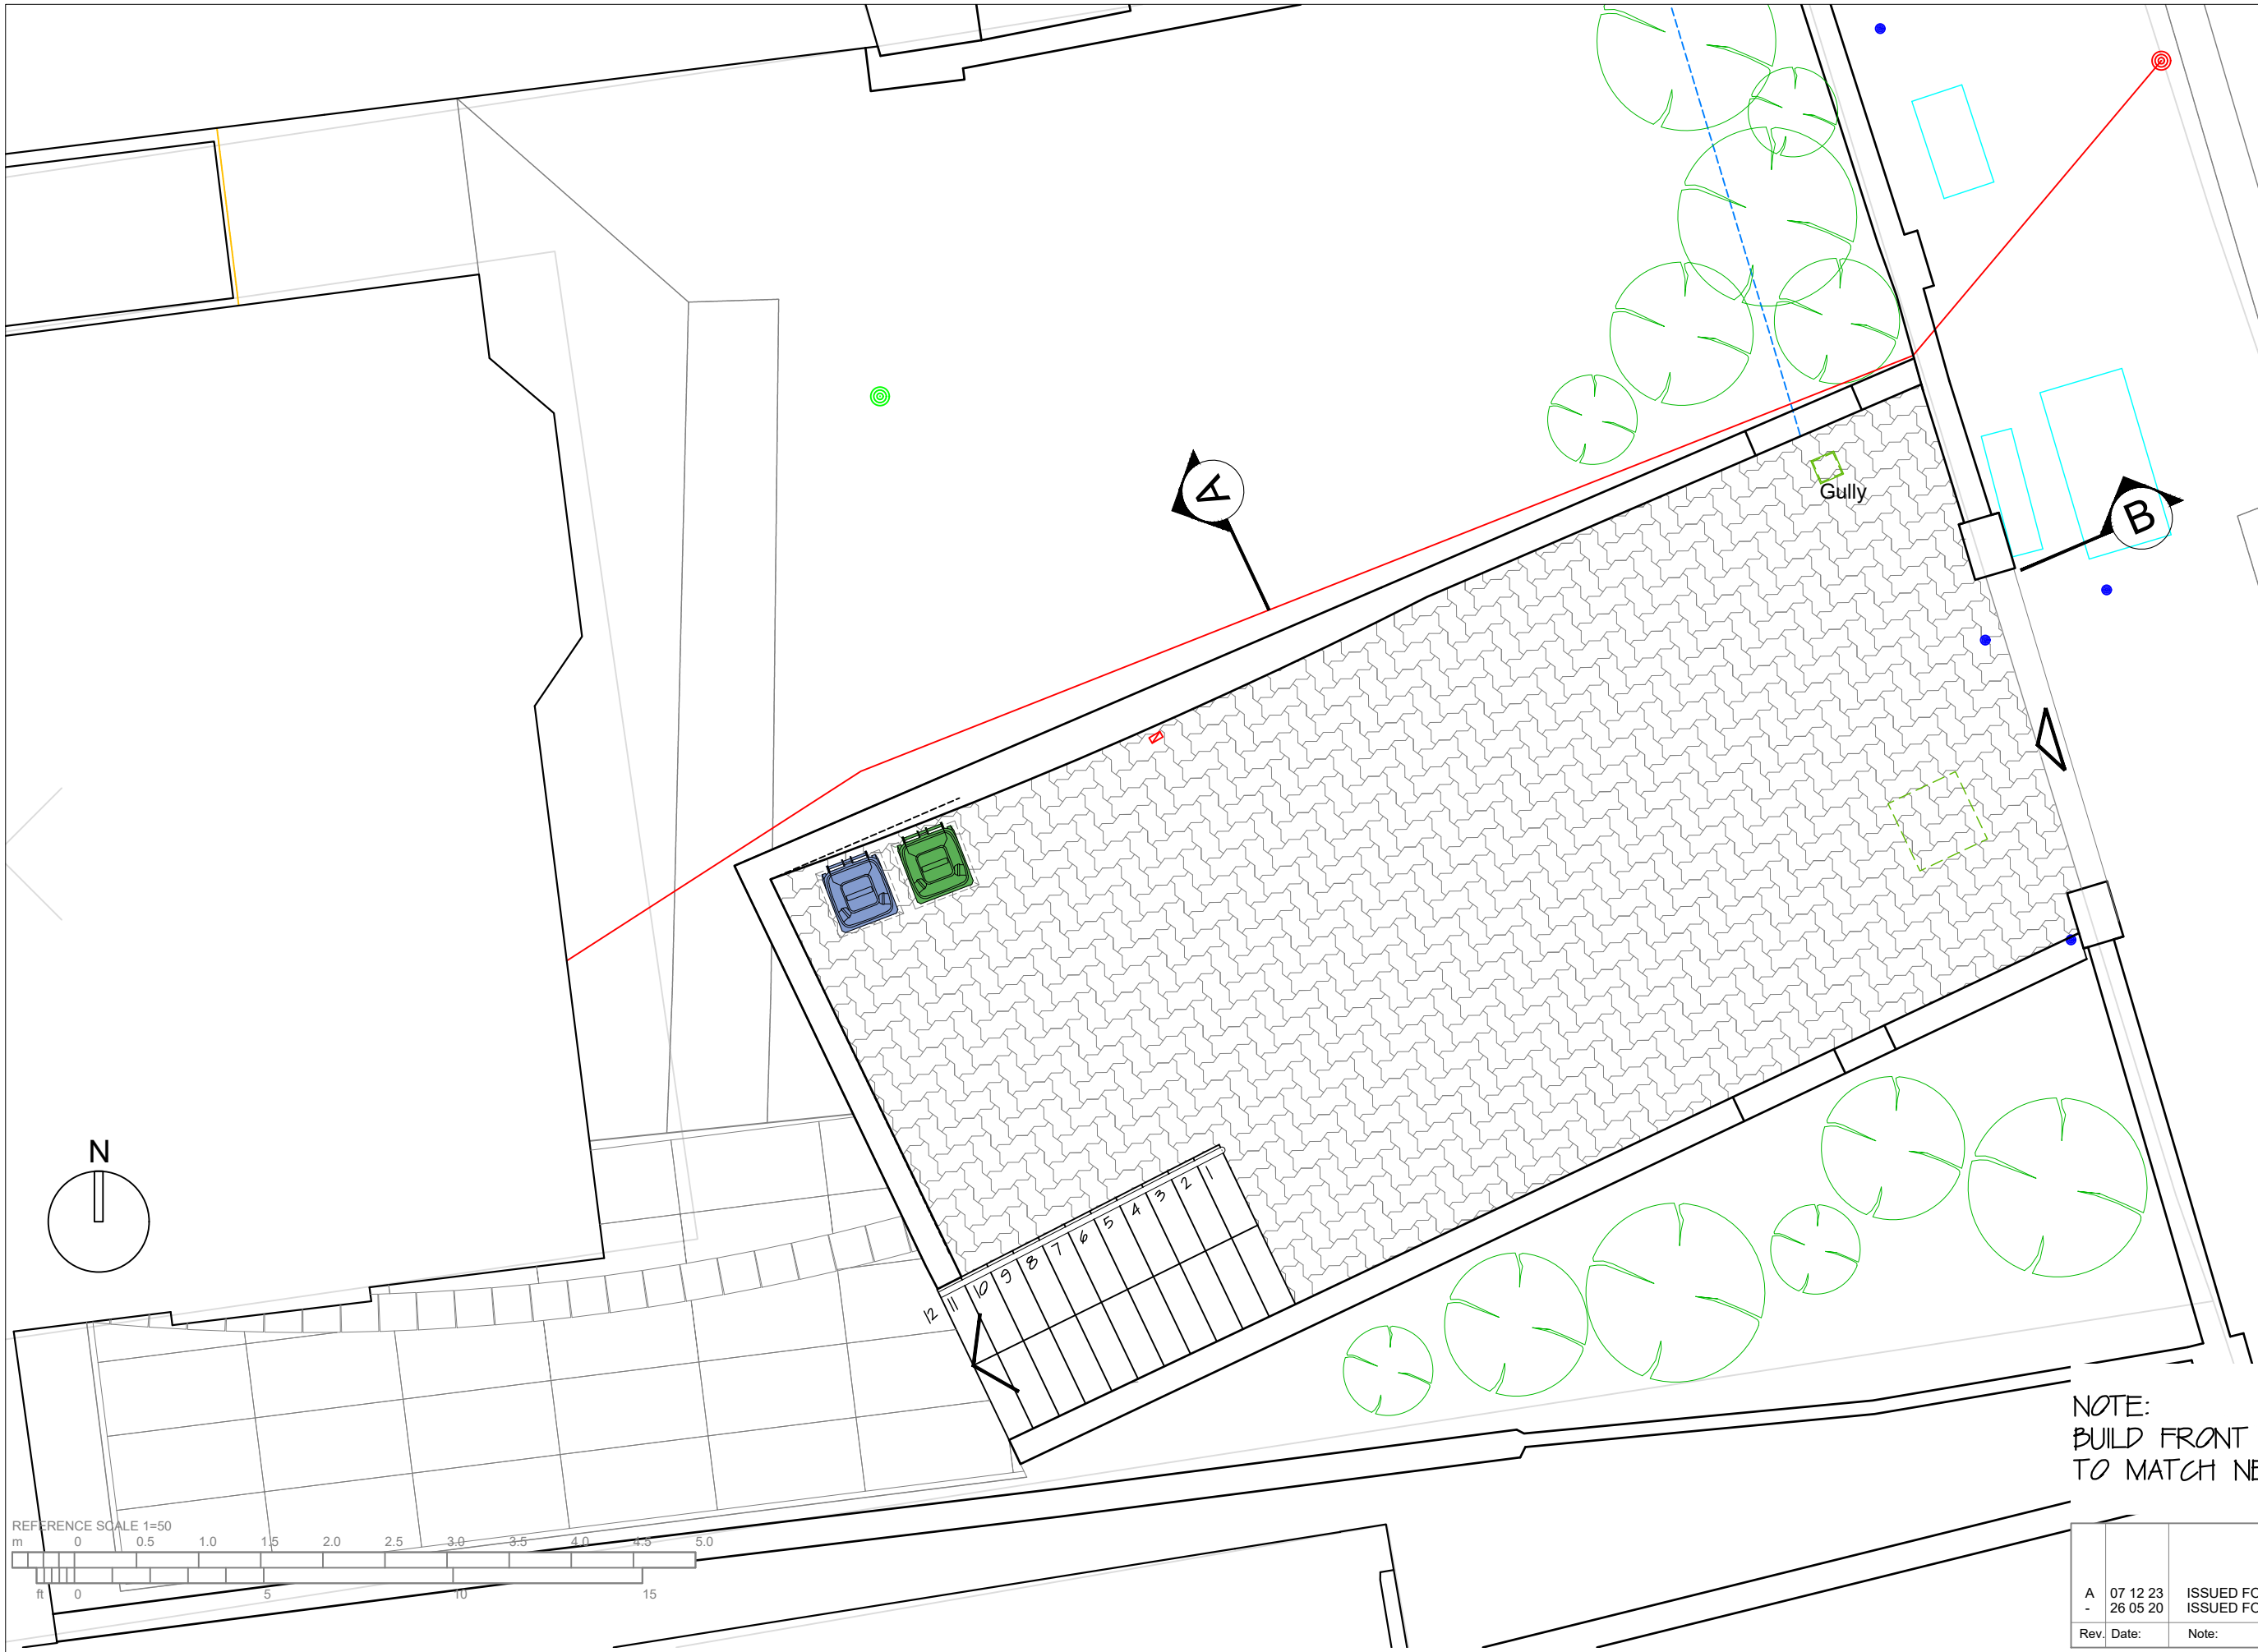 A
Gully
B
N
1
2
3
4
5
6
7
8
9
10
11
12
NOTE:
BUILD FRONT
TO MATCH NE
REFERENCE SCALE 1=50
m 0 0.5 1.0 1.5 2.0 2.5 3.0 3.5 4.0 4.5 5.0
ft 0 5 10 15
A 07 12 23 ISSUED FO
- 26 05 20 ISSUED FO
Rev. Date: Note: